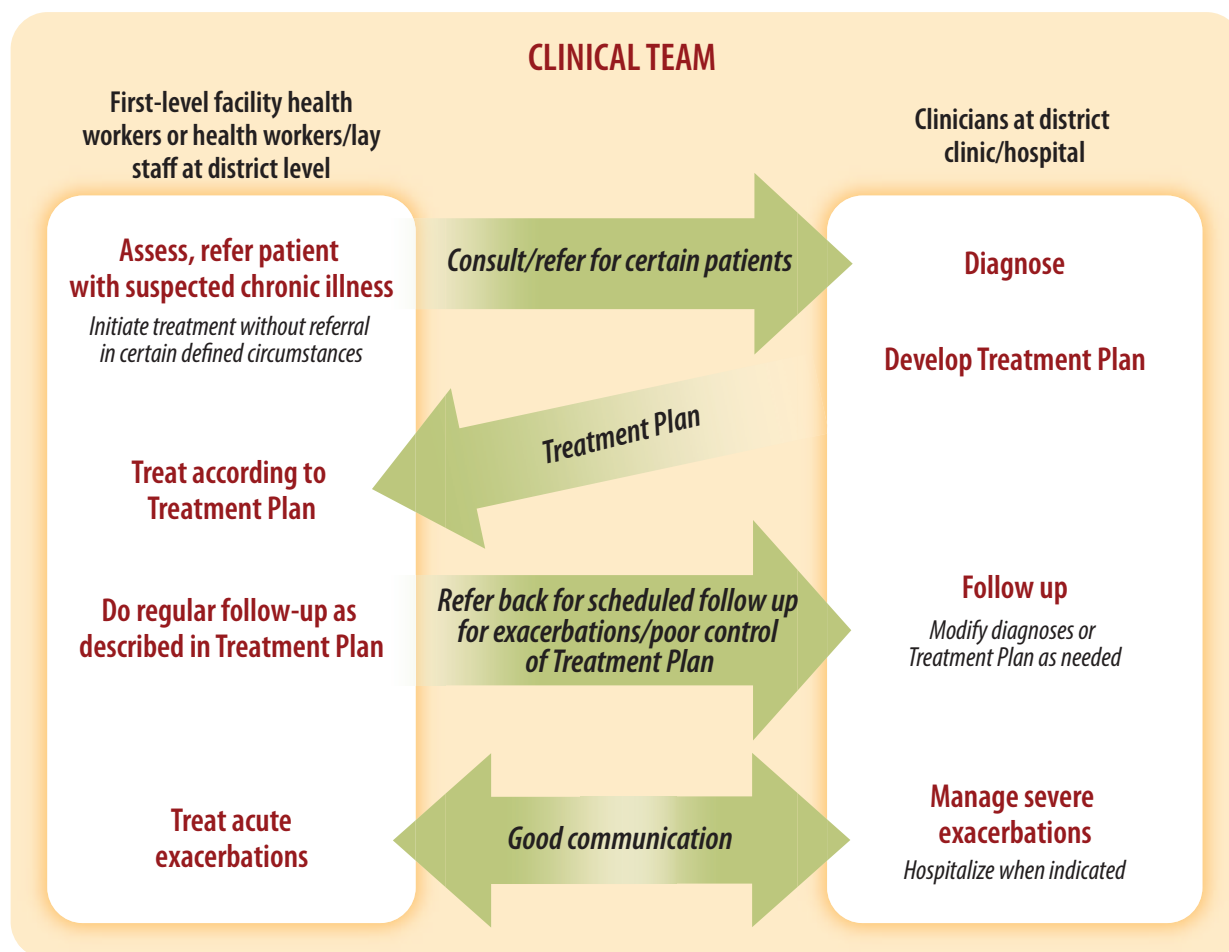 CLINICAL TEAM
First-level facility health
workers or health workers/lay
staff at district level
Clinicians at district
clinic/hospital
Assess, refer patient
with suspected chronic illness
Initiate treatment without referral
in certain defined circumstances
Consult/refer for certain patients
Diagnose
Develop Treatment Plan
Treatment Plan
Treat according to
Treatment Plan
Do regular follow-up as
described in Treatment Plan
Refer back for scheduled follow up
for exacerbations/poor control
of Treatment Plan
Follow up
Modify diagnoses or
Treatment Plan as needed
Treat acute
exacerbations
Good communication
Manage severe
exacerbations
Hospitalize when indicated